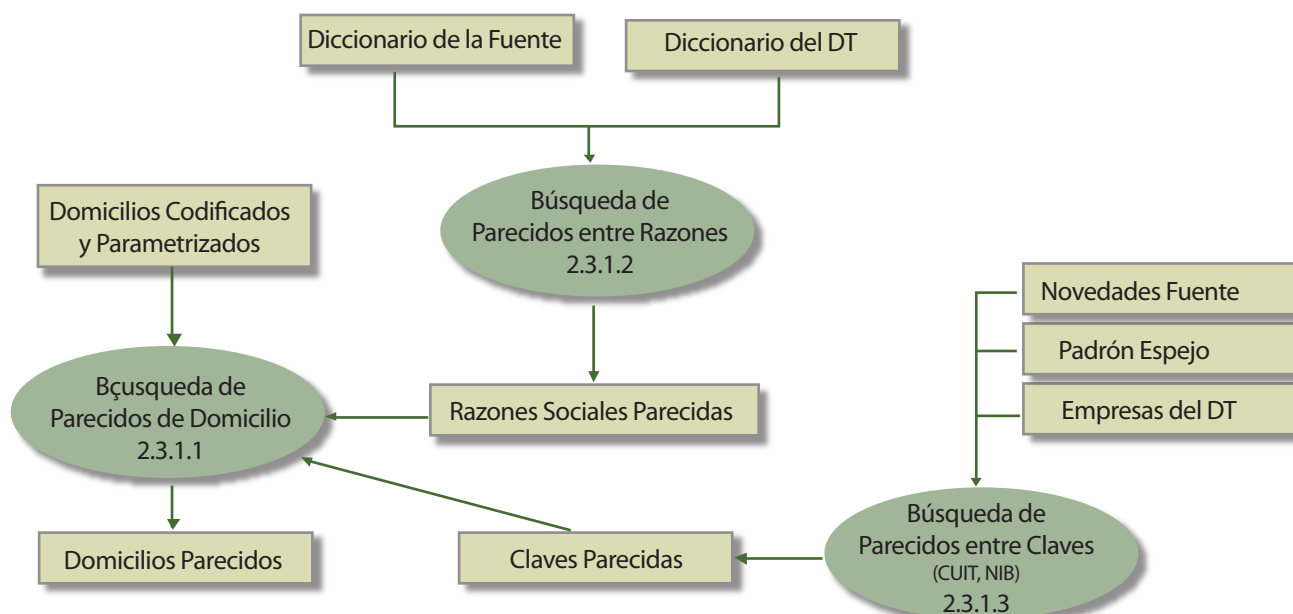 Diccionario de la Fuente
Diccionario del DT
Búsqueda de
Parecidos entre Razones
2.3.1.2
Domicilios Codificados
y Parametrizados
Novedades Fuente
Padrón Espejo
Empresas del DT
Bçusqueda de
Parecidos de Domicilio
2.3.1.1
Razones Sociales Parecidas
Búsqueda de
Parecidos entre Claves
(CUIT, NIB)
2.3.1.3
Domicilios Parecidos
Claves Parecidas